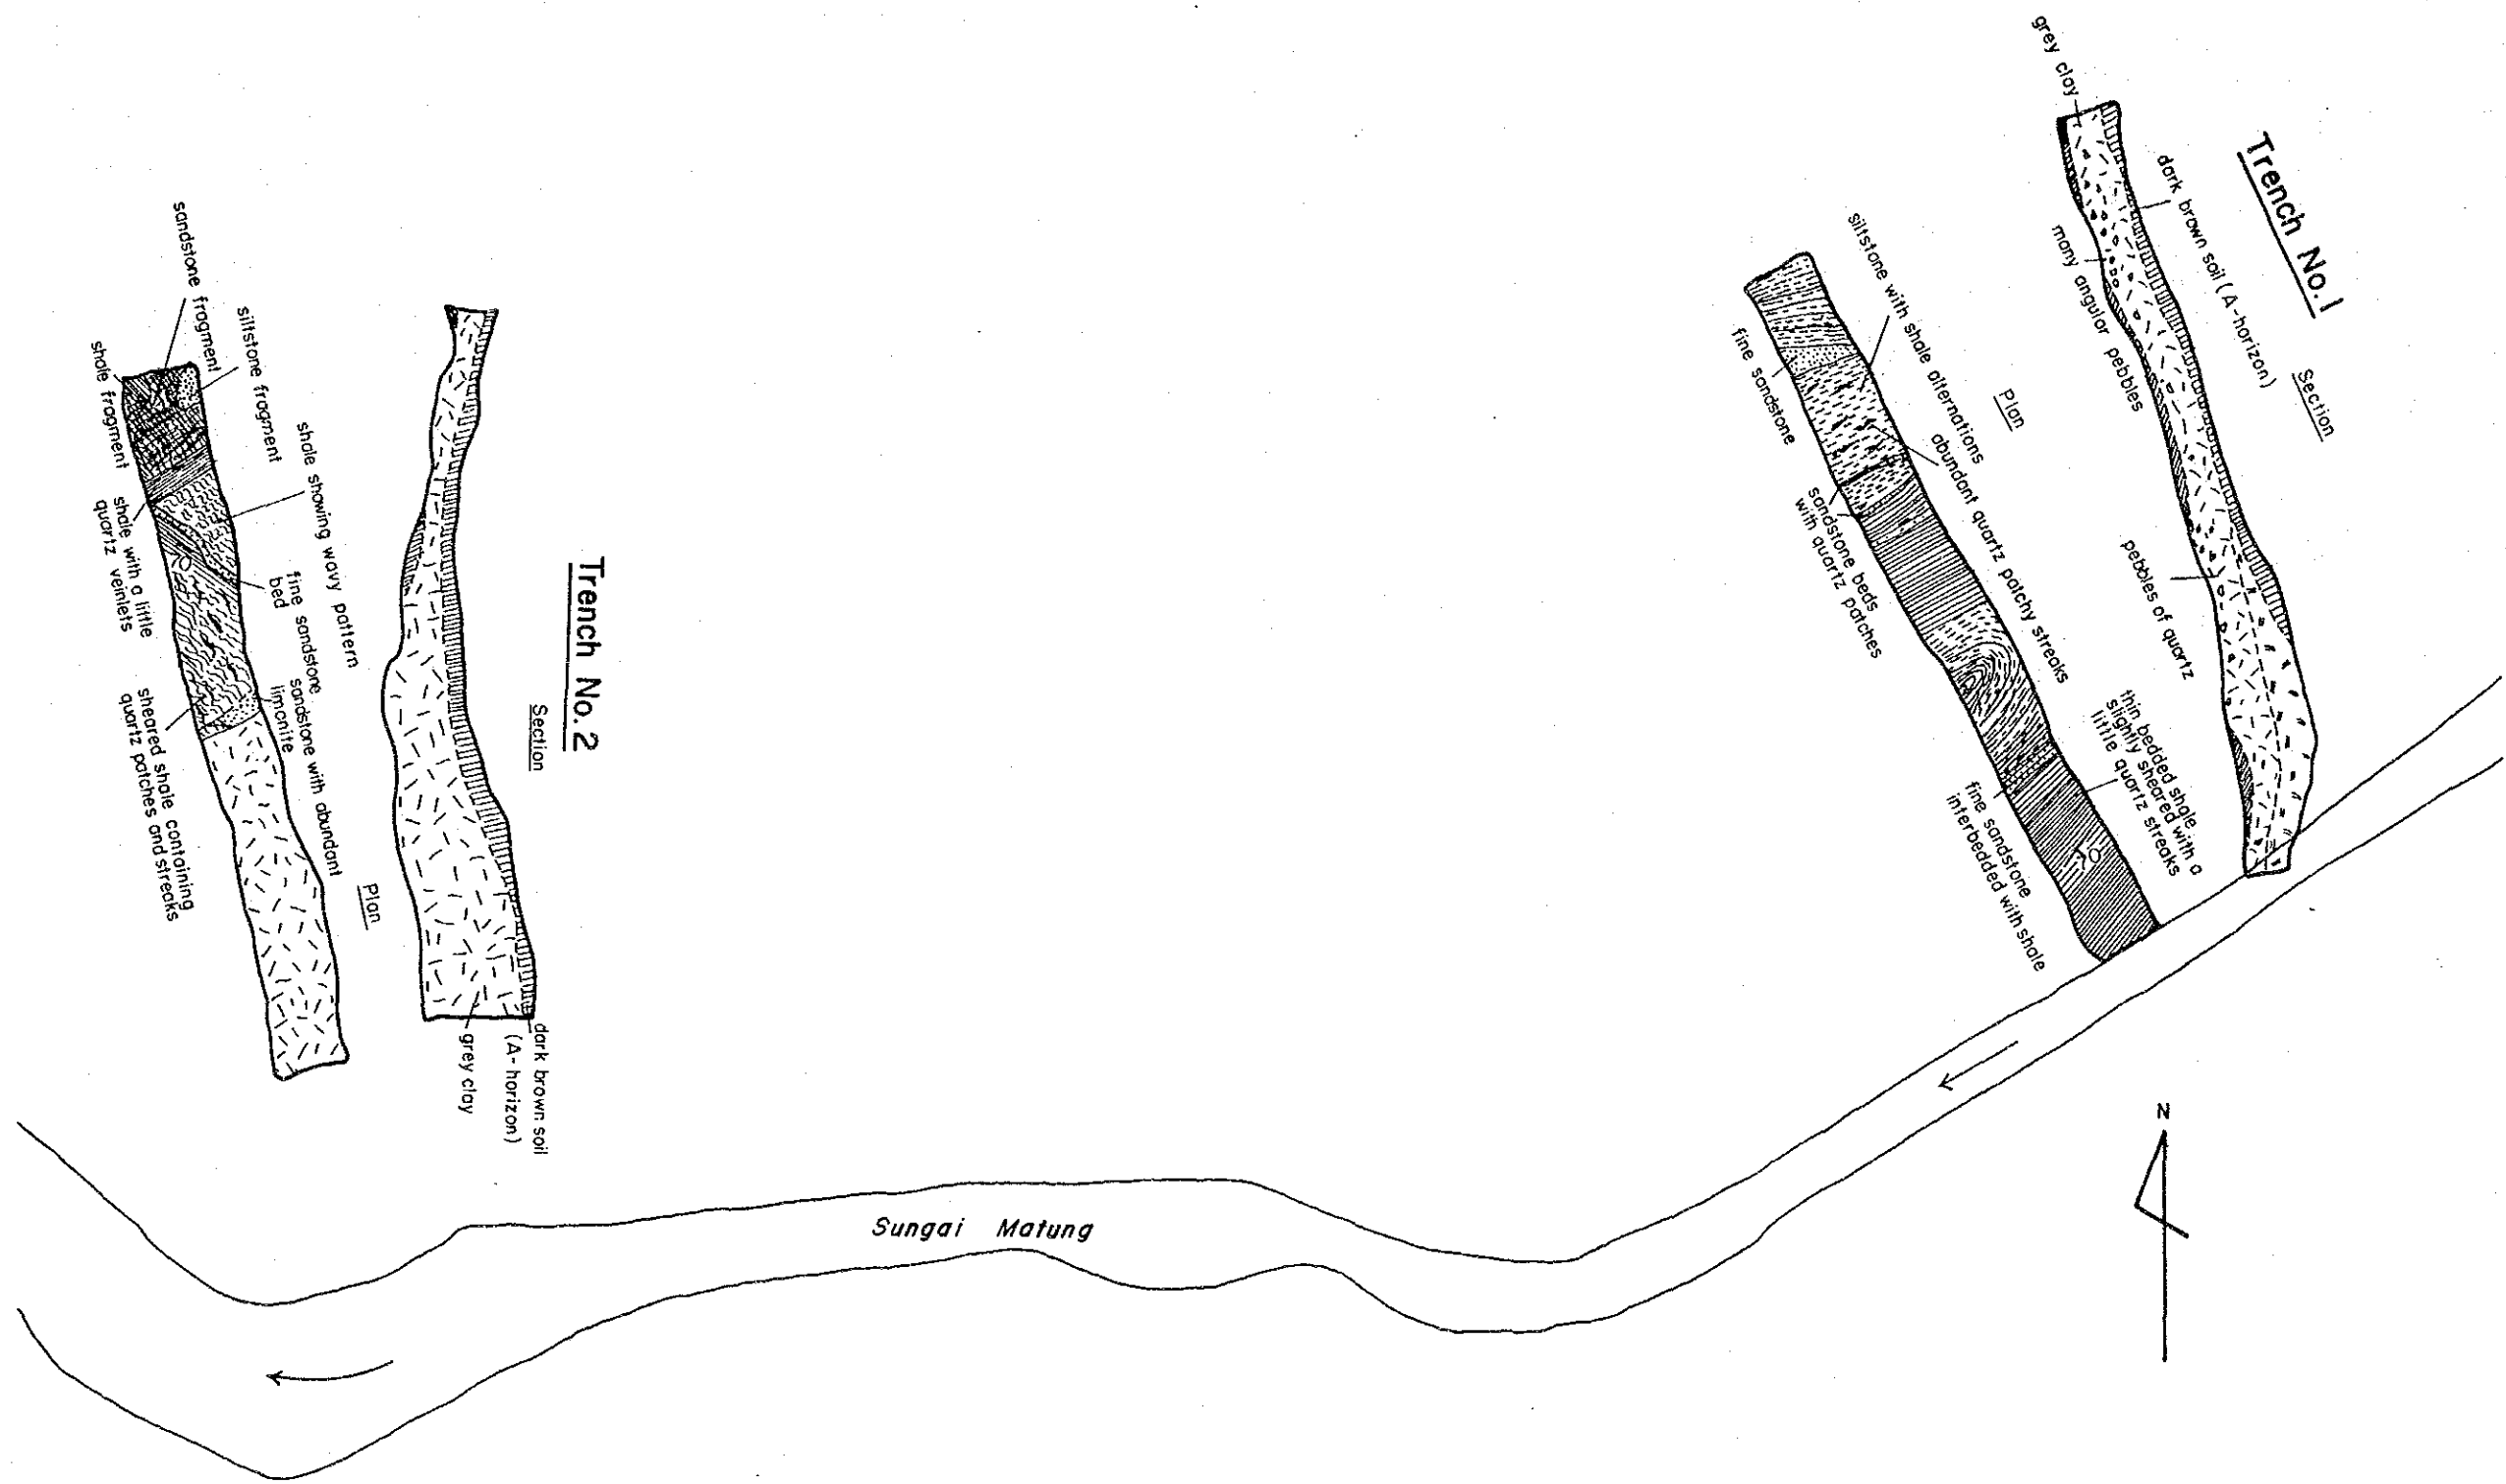 Trench No. 1
Section
grey clay
dark brown soil (A-horizon)
many angular pebbles
pebbles of quartz
Plan
siltstone with shale alternations
abundant quartz patchy streaks
fine sandstone
sandstone beds
with quartz patches
thin bedded shale
slightly sheared with a
little quartz streaks
fine sandstone
interbedded with shale
70
Trench No. 2
Section
dark brown soil
(A-horizon)
grey clay
Plan
sandstone fragment
siltstone fragment
shale fragment
shale showing wavy pattern
shale with a little
quartz veinlets
fine sandstone
bed
sandstone with abundant
limonite
sheared shale containing
quartz patches and streaks
Sungai Matung
N